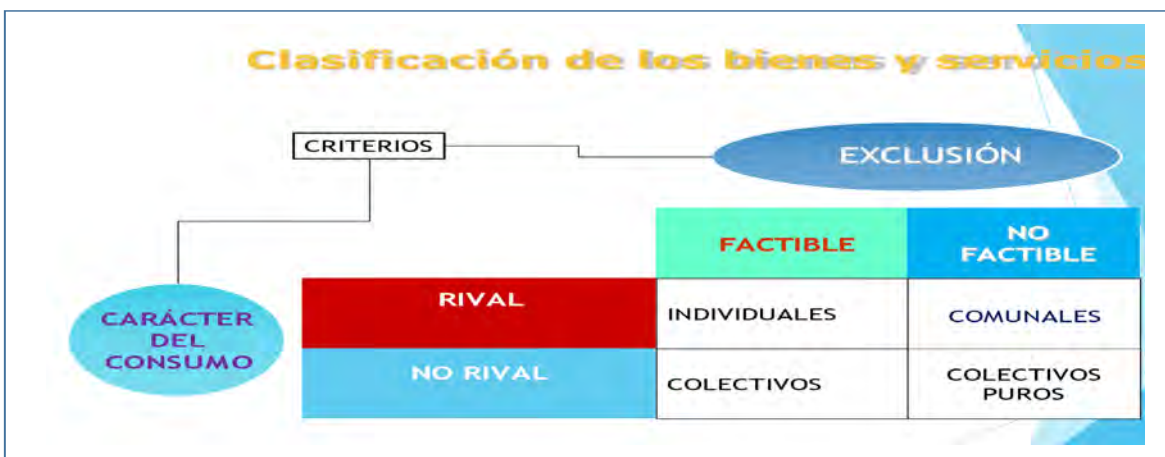 Clasificación de los bienes y servicios
CRITERIOS
EXCLUSIÓN
FACTIBLE
NO
FACTIBLE
CARÁCTER
DEL
CONSUMO
RIVAL
INDIVIDUALES
COMUNALES
NO RIVAL
COLECTIVOS
COLECTIVOS
PUROS